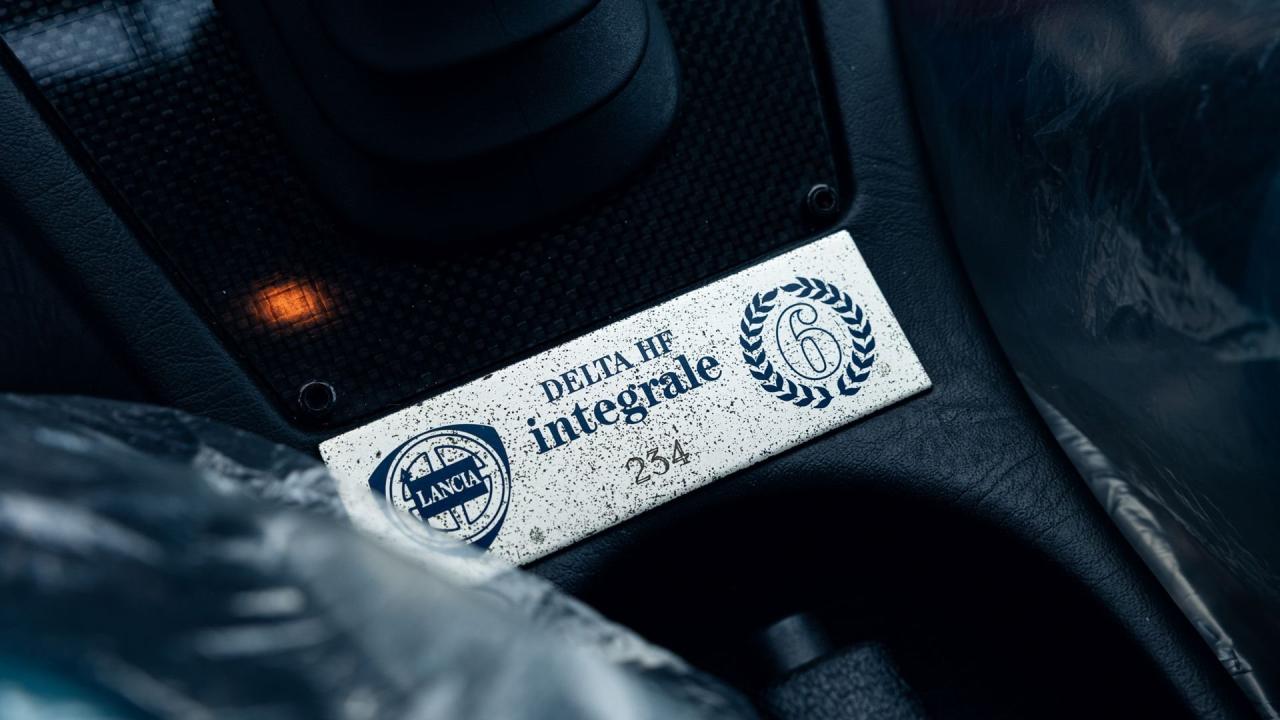 DELTA HF
integrale
6
234
LANCIA